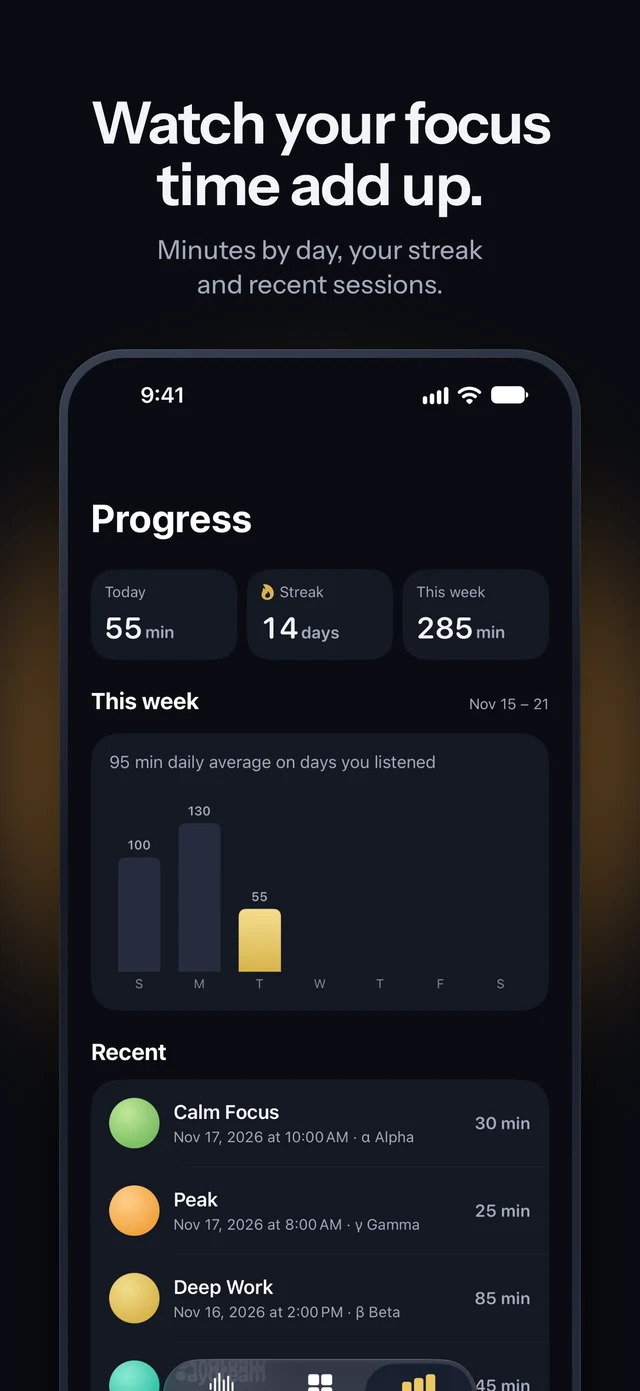 Watch your focus
time add up.
Minutes by day, your streak
and recent sessions.
9:41
Progress
Today
55 min
Streak
14 days
This week
285 min
This week
Nov 15 – 21
95 min daily average on days you listened
100
130
55
S M T W T F S
Recent
Calm Focus
Nov 17, 2026 at 10:00 AM · α Alpha
30 min
Peak
Nov 17, 2026 at 8:00 AM · γ Gamma
25 min
Deep Work
Nov 16, 2026 at 2:00 PM · β Beta
85 min
45 min